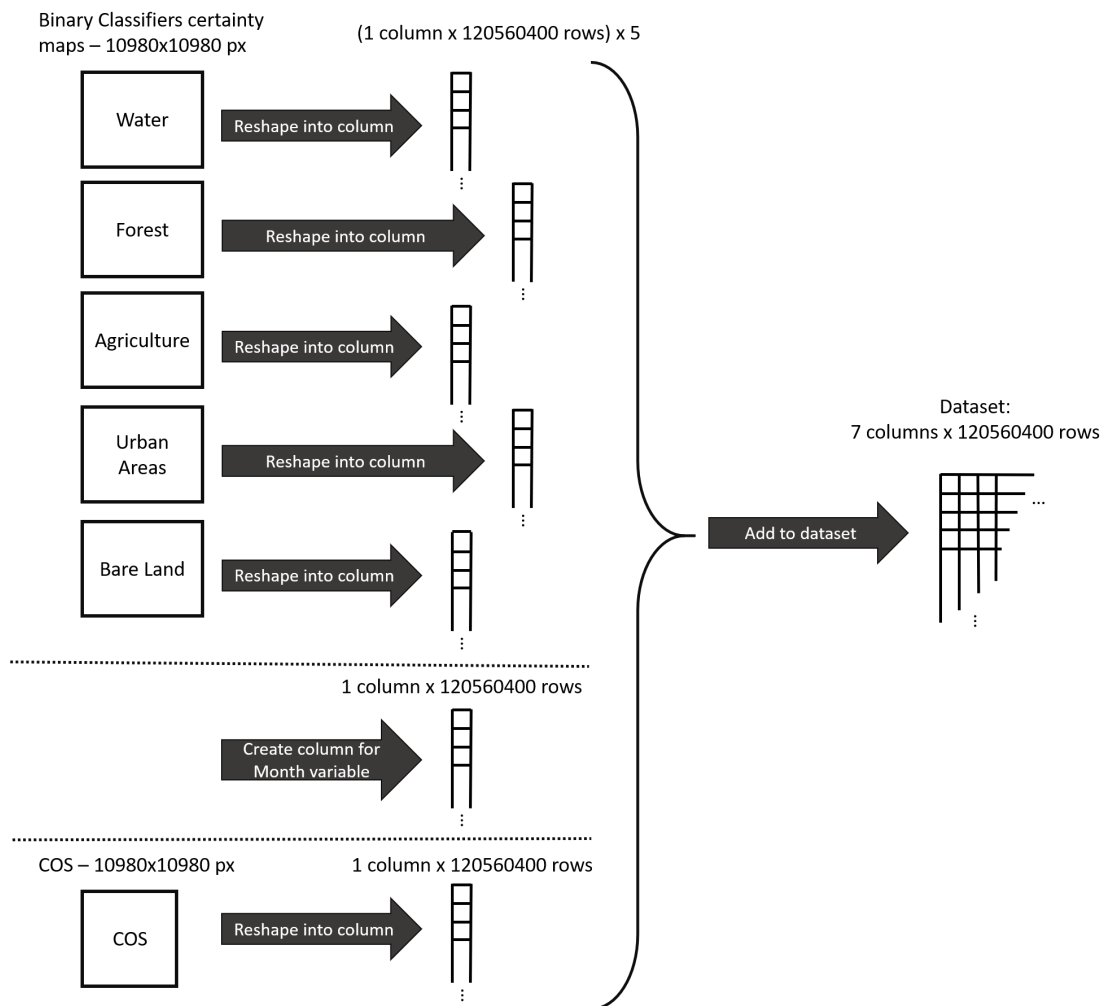 Binary Classifiers certainty
maps – 10980x10980 px
(1 column x 120560400 rows) x 5
Water
Reshape into column
...
Forest
Reshape into column
...
Agriculture
Reshape into column
...
Urban
Areas
Reshape into column
...
Bare Land
Reshape into column
...
Dataset:
7 columns x 120560400 rows
Add to dataset
...
...
1 column x 120560400 rows
Create column for
Month variable
...
COS – 10980x10980 px
1 column x 120560400 rows
COS
Reshape into column
...